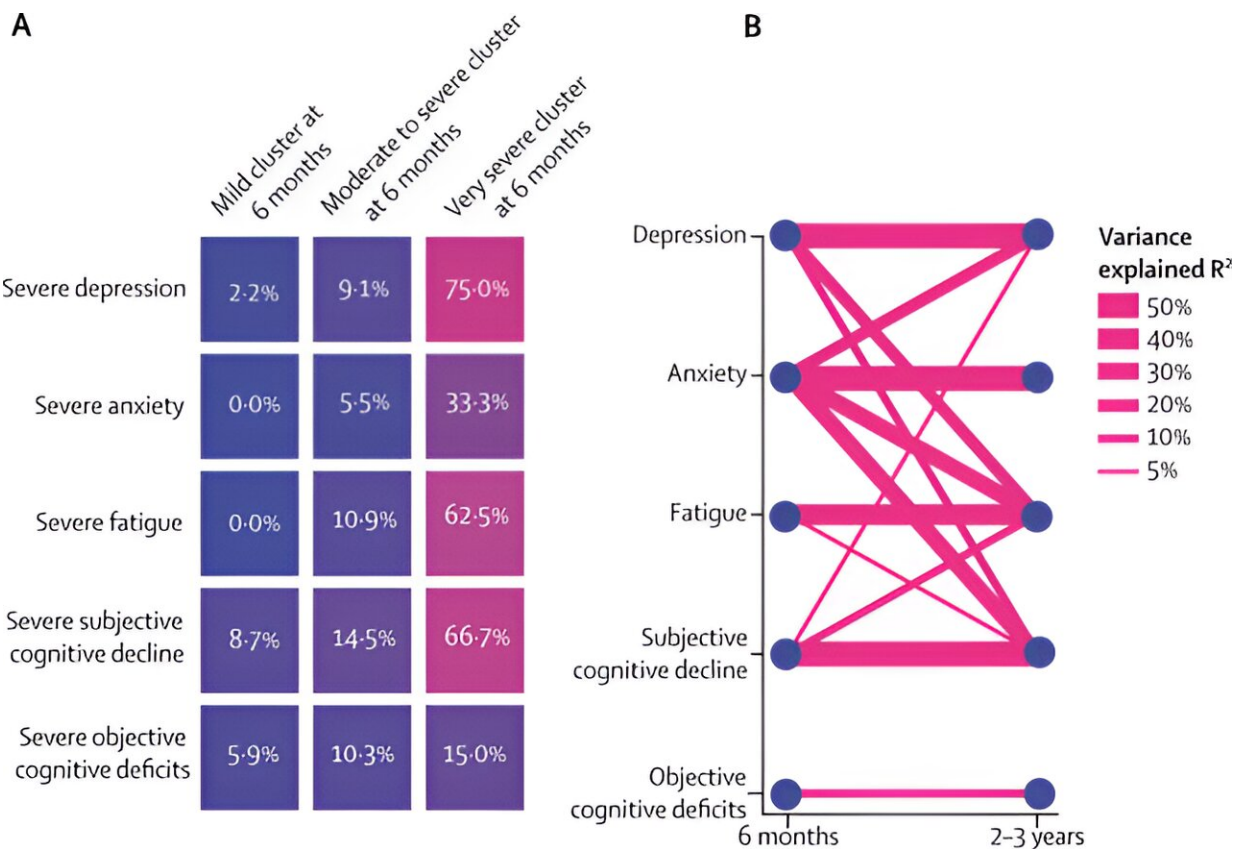 A
Mild cluster at
6 months
Moderate to severe cluster
at 6 months
Very severe cluster
at 6 months
Severe depression
2·2%
9·1%
75·0%
Severe anxiety
0·0%
5·5%
33·3%
Severe fatigue
0·0%
10·9%
62·5%
Severe subjective
cognitive decline
8·7%
14·5%
66·7%
Severe objective
cognitive deficits
5·9%
10·3%
15·0%
B
Depression
Anxiety
Fatigue
Subjective
cognitive decline
Objective
cognitive deficits
6 months
2–3 years
Variance
explained R²
50%
40%
30%
20%
10%
5%